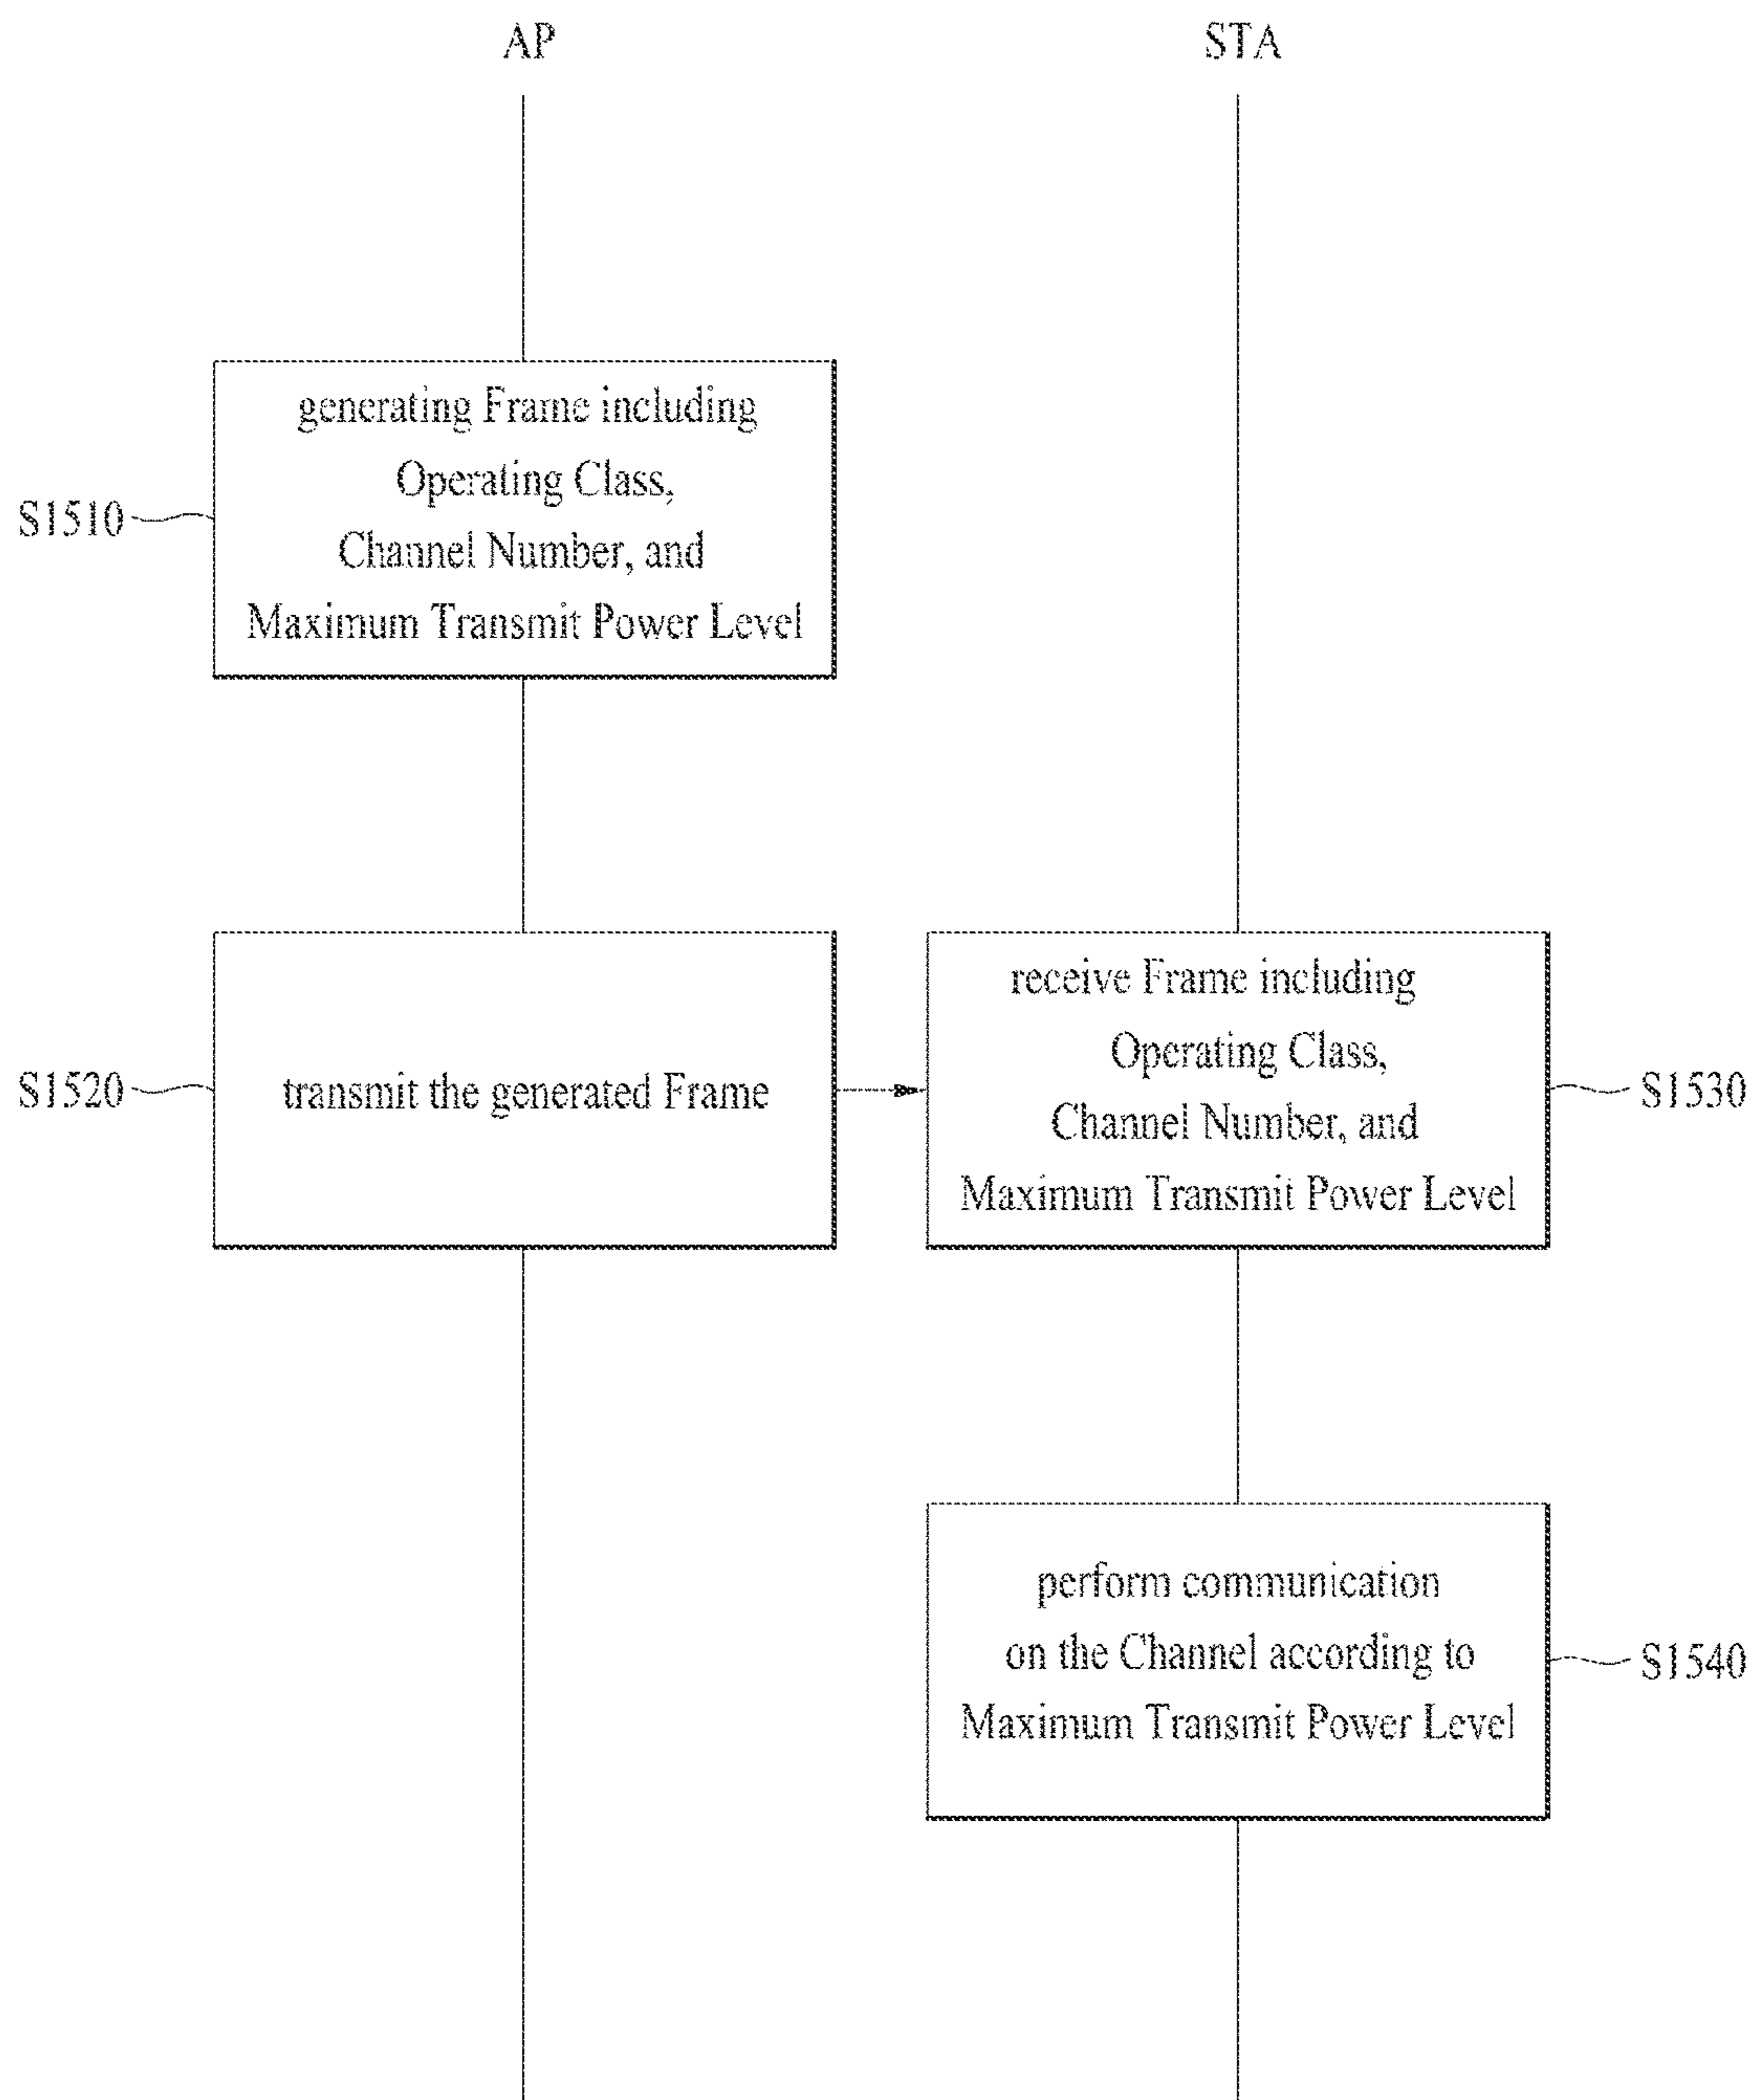 AP
STA
generating Frame including
Operating Class,
Channel Number, and
Maximum Transmit Power Level
S1510
transmit the generated Frame
S1520
receive Frame including
Operating Class,
Channel Number, and
Maximum Transmit Power Level
S1530
perform communication
on the Channel according to
Maximum Transmit Power Level
S1540